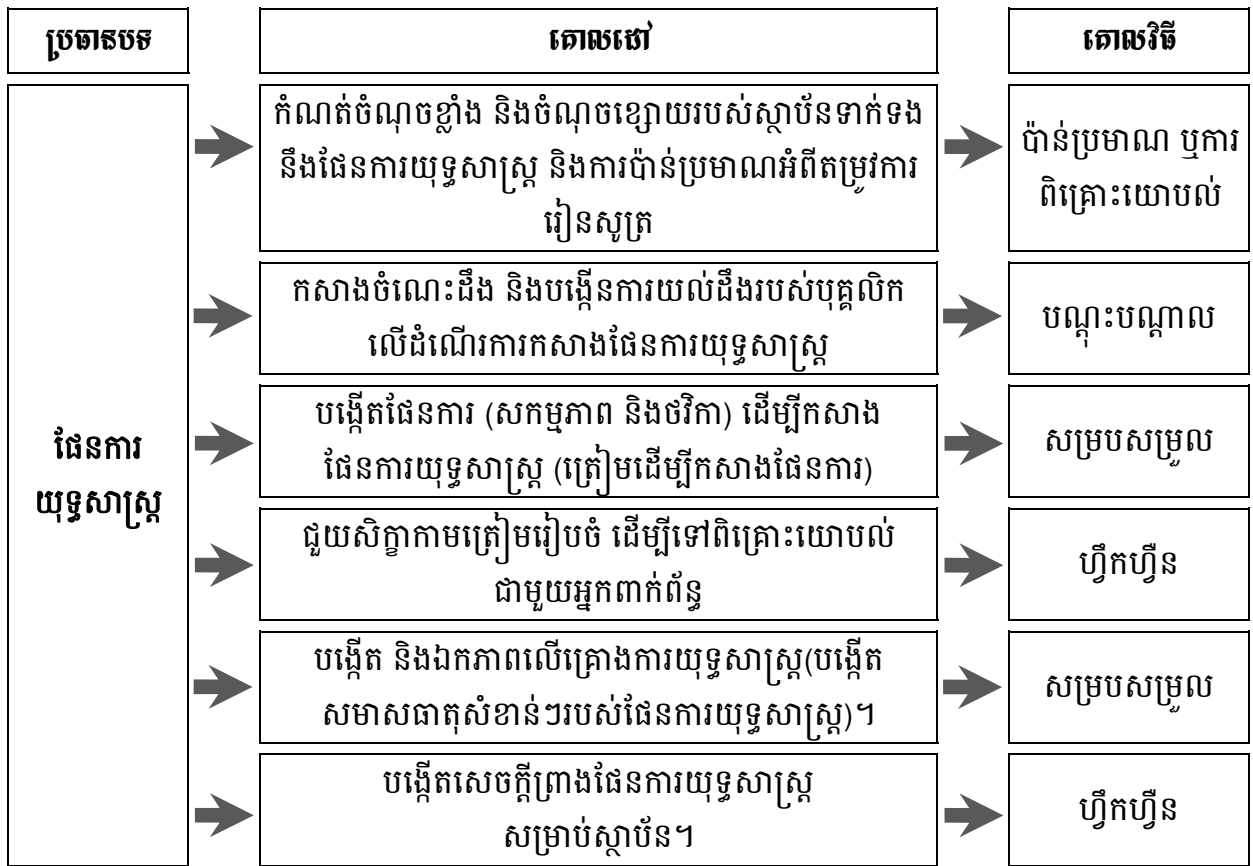 ប្រធានបទ
គោលដៅ
គោលវិធី
ផែនការ
យុទ្ធសាស្ត្រ
កំណត់ចំណុចខ្លាំង និងចំណុចខ្សោយរបស់ស្ថាប័នទាក់ទង
នឹងផែនការយុទ្ធសាស្ត្រ និងការប៉ាន់ប្រមាណអំពីតម្រូវការ
រៀនសូត្រ
ប៉ាន់ប្រមាណ ឬការ
ពិគ្រោះយោបល់
កសាងចំណេះដឹង និងបង្កើនការយល់ដឹងរបស់បុគ្គលិក
លើដំណើរការកសាងផែនការយុទ្ធសាស្ត្រ
បណ្តុះបណ្តាល
បង្កើតផែនការ (សកម្មភាព និងថវិកា) ដើម្បីកសាង
ផែនការយុទ្ធសាស្ត្រ (ត្រៀមដើម្បីកសាងផែនការ)
សម្របសម្រួល
ជួយសិក្ខាកាមត្រៀមរៀបចំ ដើម្បីទៅពិគ្រោះយោបល់
ជាមួយអ្នកពាក់ព័ន្ធ
ហ្វឹកហ្វឺន
បង្កើត និងឯកភាពលើគ្រោងការយុទ្ធសាស្ត្រ(បង្កើត
សមាសធាតុសំខាន់ៗរបស់ផែនការយុទ្ធសាស្ត្រ)។
សម្របសម្រួល
បង្កើតសេចក្តីព្រាងផែនការយុទ្ធសាស្ត្រ
សម្រាប់ស្ថាប័ន។
ហ្វឹកហ្វឺន